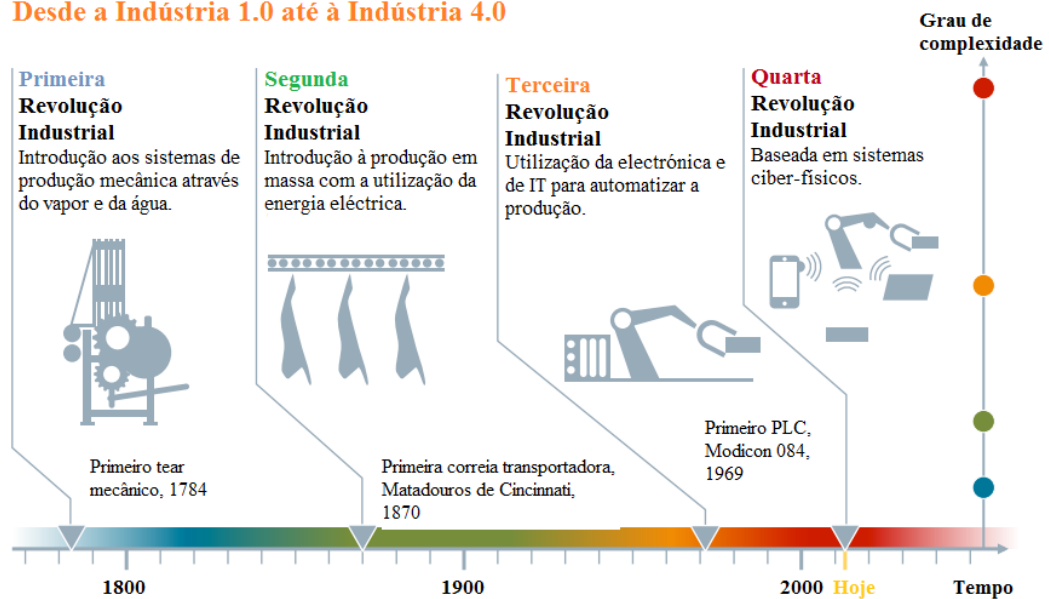 Desde a Indústria 1.0 até à Indústria 4.0
Grau de
complexidade
Primeira
Revolução
Industrial
Introdução aos sistemas de
produção mecânica através
do vapor e da água.
Segunda
Revolução
Industrial
Introdução à produção em
massa com a utilização da
energia eléctrica.
Terceira
Revolução
Industrial
Utilização da electrónica e
de IT para automatizar a
produção.
Quarta
Revolução
Industrial
Baseada em sistemas
ciber-físicos.
Primeiro tear
mecânico, 1784
Primeira correia transportadora,
Matadouros de Cincinnati,
1870
Primeiro PLC,
Modicon 084,
1969
1800
1900
2000
Hoje
Tempo